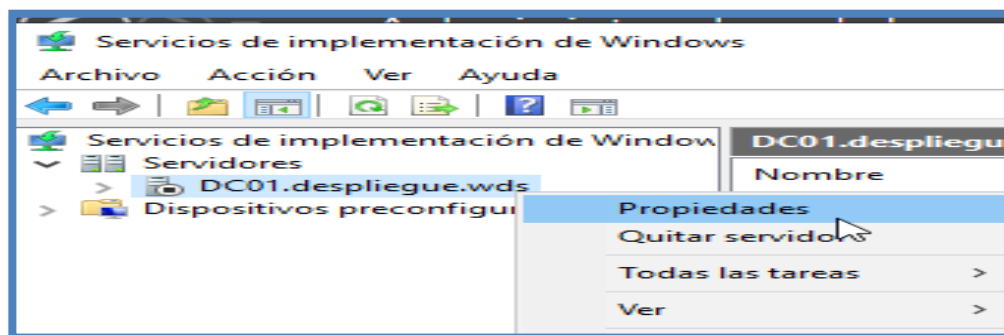 Servicios de implementación de Windows
Archivo Acción Ver Ayuda
Servicios de implementación de Window
DC01.despliegu
Servidores
Nombre
DC01.despliegue.wds
Dispositivos preconfigu
Propiedades
Quitar servidor
Todas las tareas >
Ver >